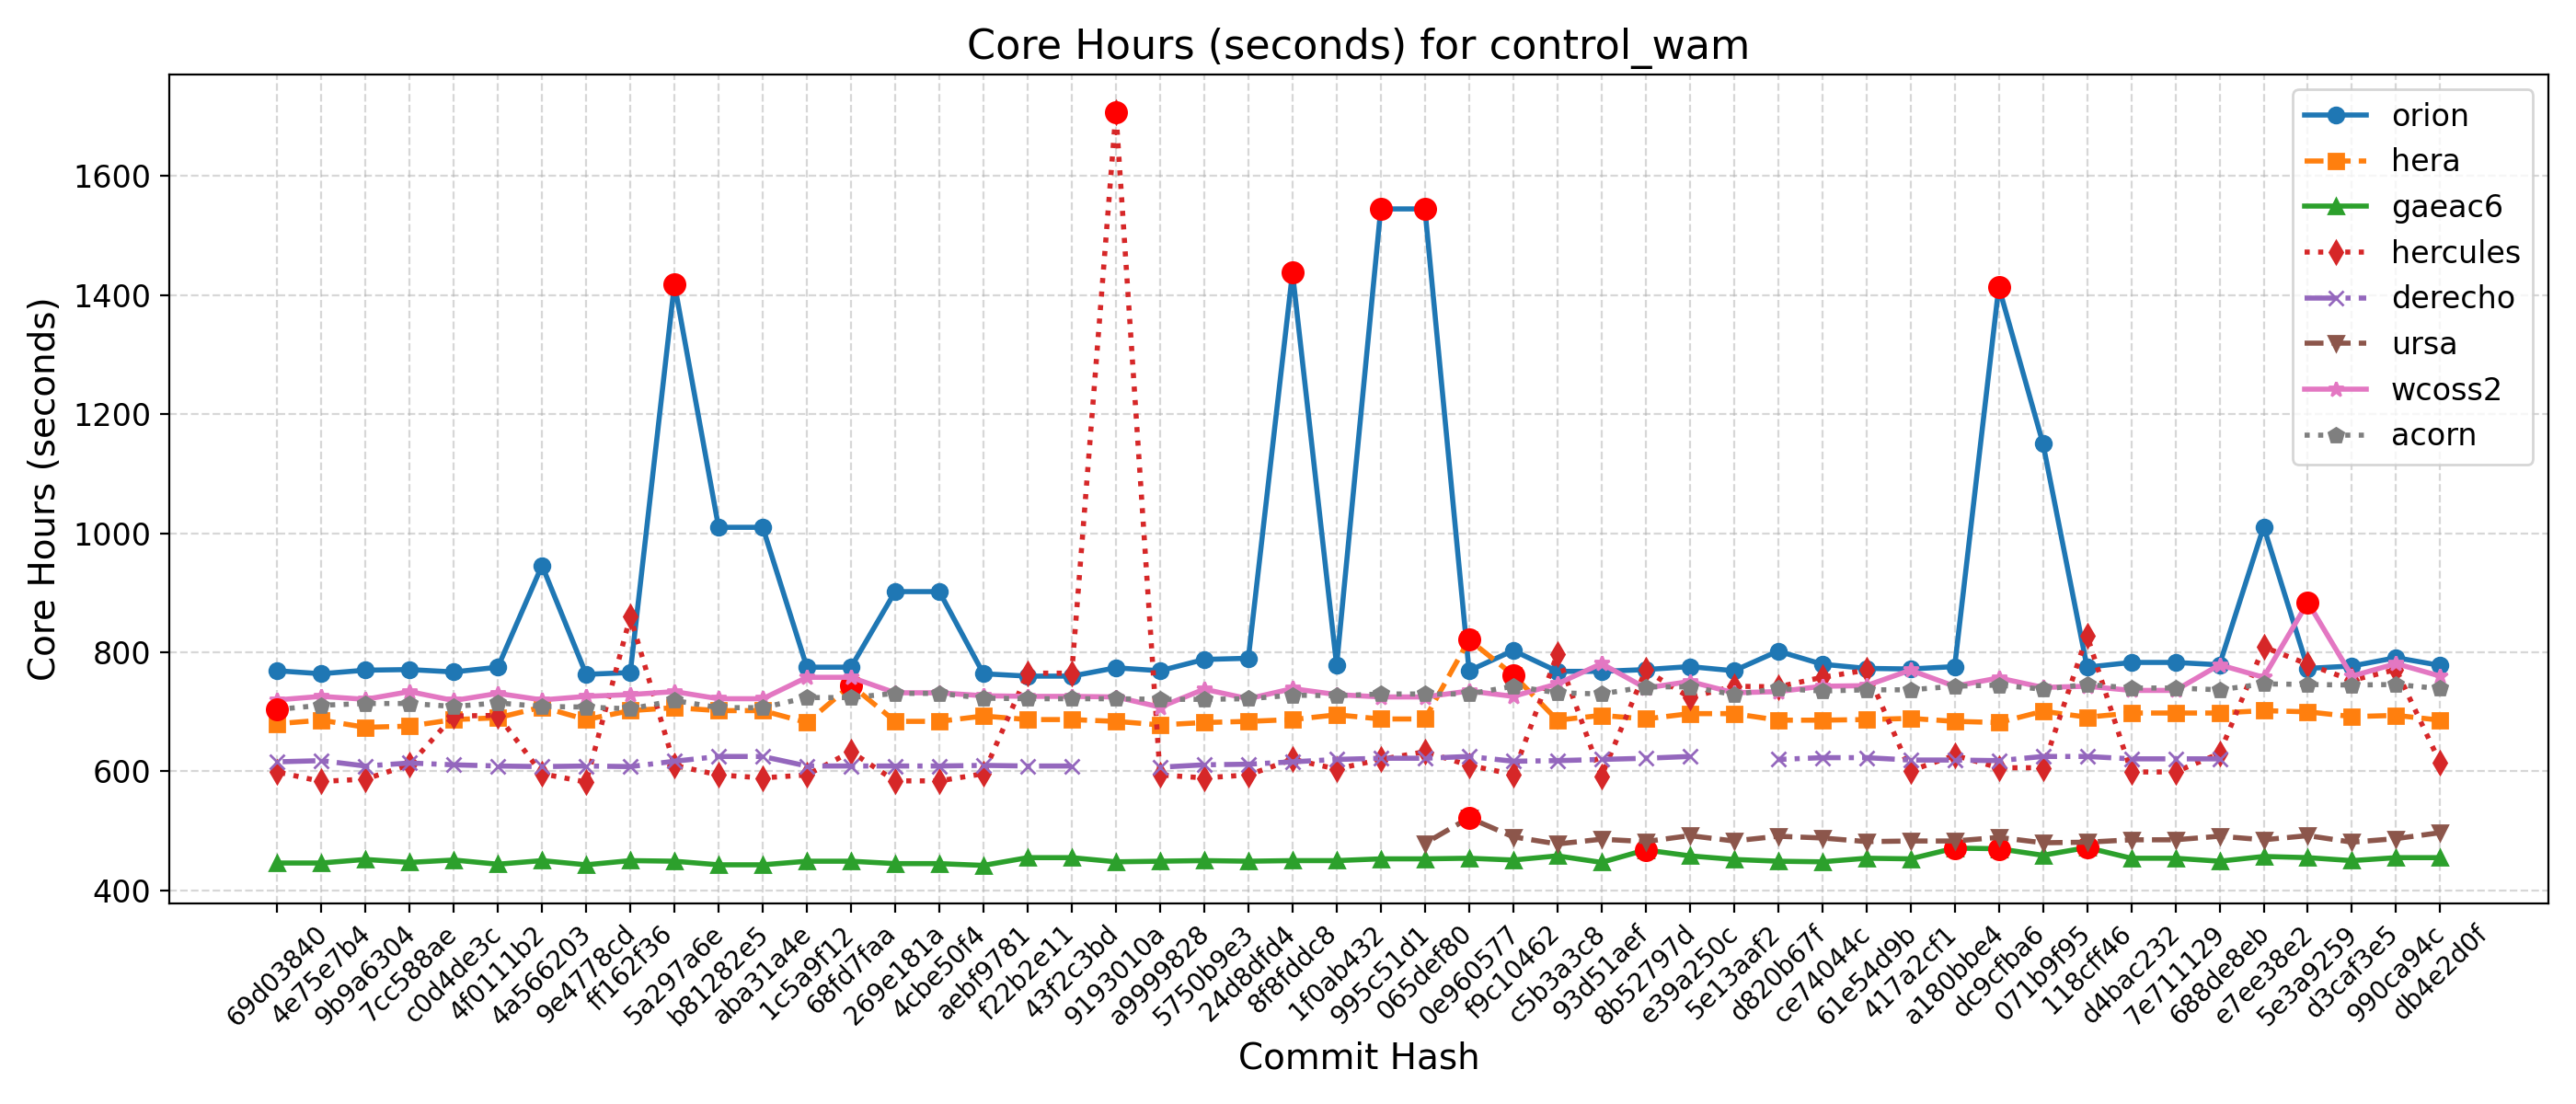 Core Hours (seconds) for control_wam
Core Hours (seconds)
1600
1400
1200
1000
800
600
400
orion
hera
gaeac6
hercules
derecho
ursa
wcoss2
acorn
69d03840
4e75e7b4
9b9a6304
7cc588ae
c0d4de3c
4f0111b2
4a566203
9e4778cd
ff162f36
5a297a6e
b81282e5
aba31a4e
1c5a9f12
68fd7faa
269e181a
4cbe50f4
aebf9781
f22b2e11
43f2c3bd
9193010a
a9999828
5750b9e3
24d8dfd4
8f8fddc8
1f0ab432
995c51d1
065def80
0e960577
f9c10462
c5b3a3c8
93d51aef
8b52797d
e39a250c
5e13aaf2
d820b67f
ce74044c
61e54d9b
417a2cf1
a180bbe4
dc9cfba6
071b9f95
118cff46
d4bac232
7e711129
688de8eb
e7ee38e2
5e3a9259
d3caf3e5
990ca94c
db4e2d0f
Commit Hash